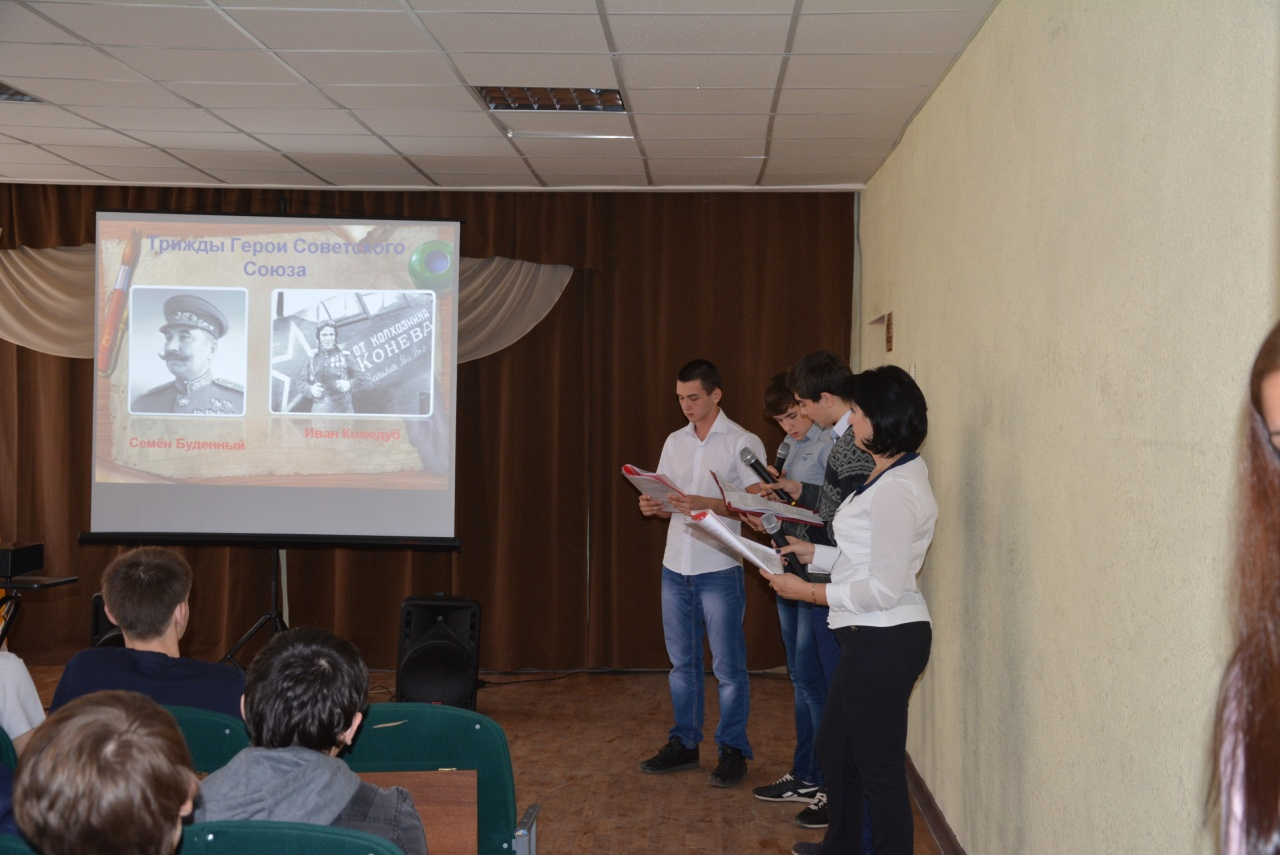 Трижды Герои Советского
Союза
ОТ КОЛХОЗНИКА
КОНЕВА
Семён Буденный
Иван Кожедуб